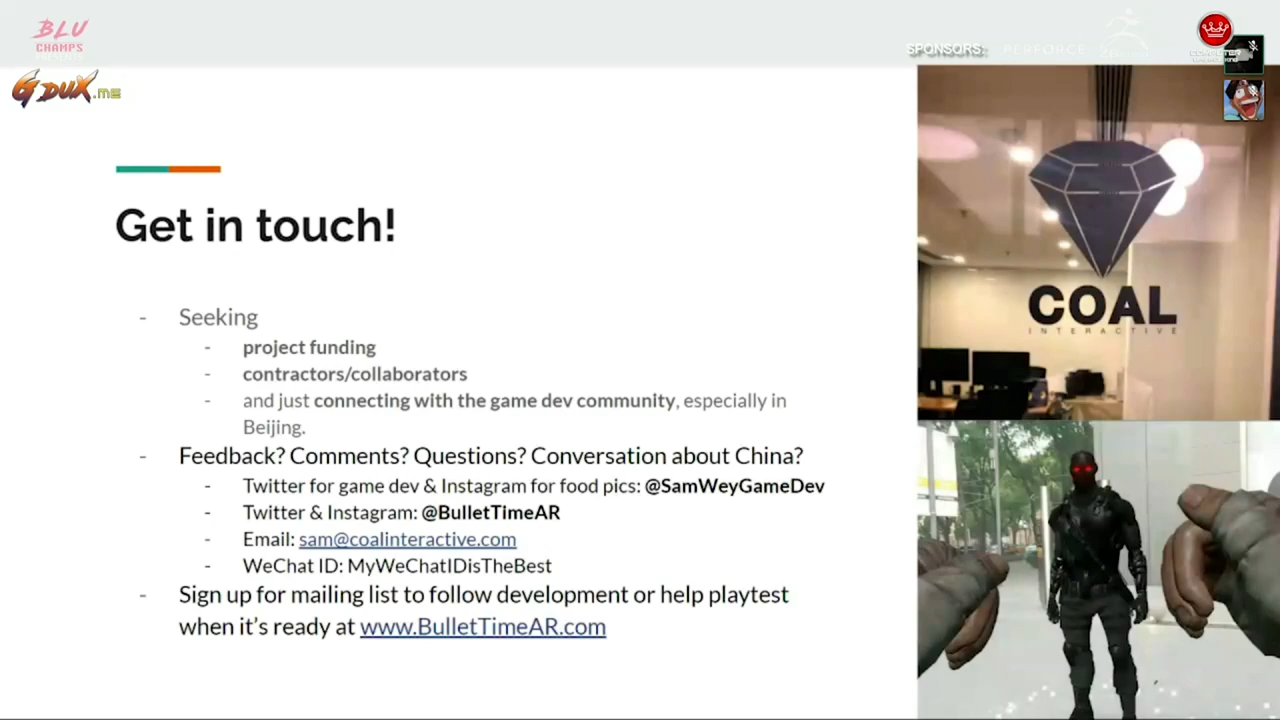 BLU
CHAMPS
PRESENTS
G DUX.ME
SPONSORS:
PERFORCE
Get in touch!
- Seeking
- project funding
- contractors/collaborators
- and just connecting with the game dev community, especially in
Beijing.
- Feedback? Comments? Questions? Conversation about China?
- Twitter for game dev & Instagram for food pics: @SamWeyGameDev
- Twitter & Instagram: @BulletTimeAR
- Email: sam@coalinteractive.com
- WeChat ID: MyWeChatIDisTheBest
- Sign up for mailing list to follow development or help playtest
when it's ready at www.BulletTimeAR.com
COAL
INTERACTIVE